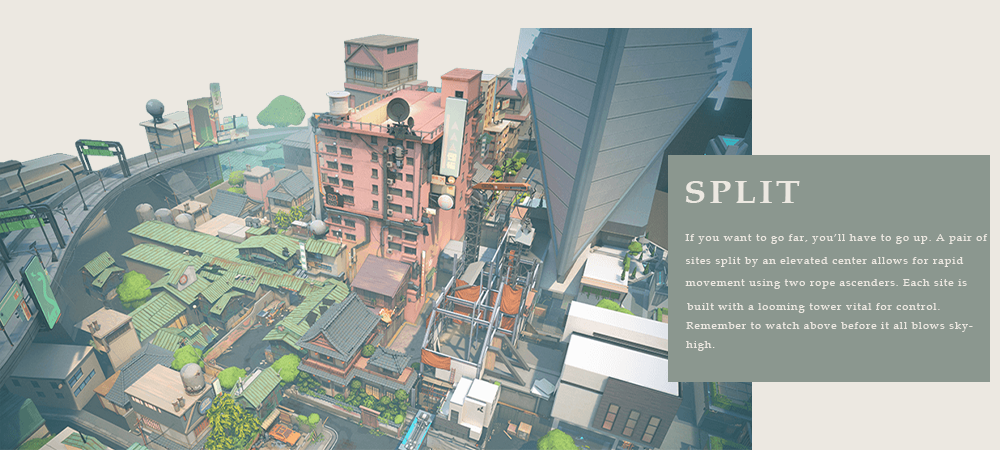 SPLIT
If you want to go far, you'll have to go up. A pair of
sites split by an elevated center allows for rapid
movement using two rope ascenders. Each site is
built with a looming tower vital for control.
Remember to watch above before it all blows sky-
high.